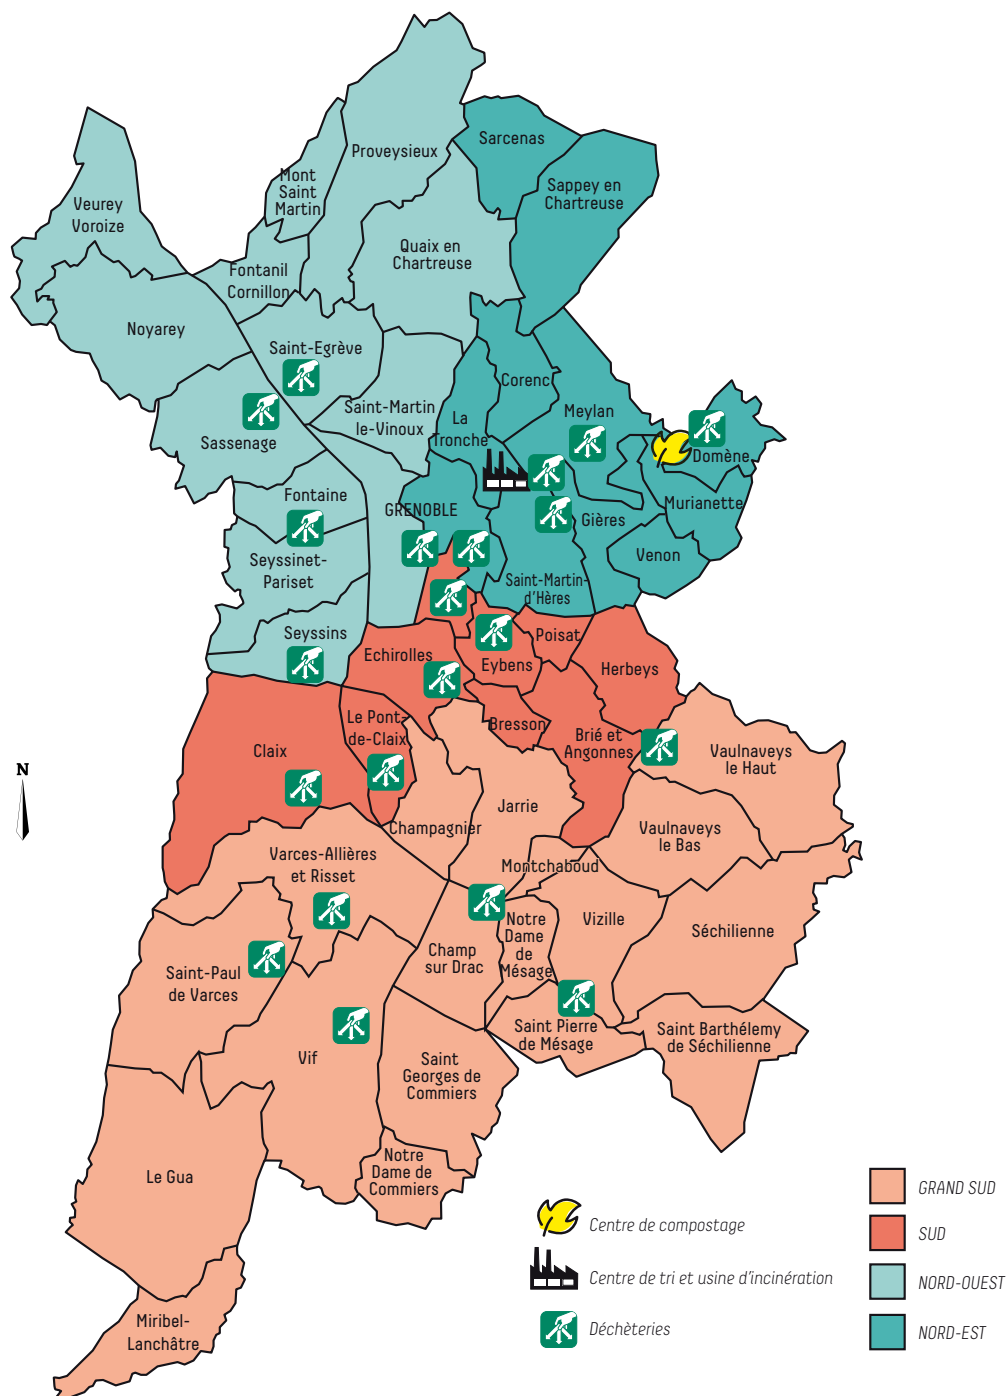 Sarcenas
Proveysieux
Mont
Saint
Martin
Sappey en
Chartreuse
Veurey
Voroize
Quaix en
Chartreuse
Fontanil
Cornillon
Noyarey
Saint-Egrève
Corenc
Saint-Martin
le-Vinoux
Meylan
La
Tronche
Sassenage
Domène
Fontaine
GRENOBLE
Murianette
Gières
Seyssinet-
Pariset
Venon
Saint-Martin-
d'Hères
Seyssins
Echirolles
Poisat
Eybens
Herbeys
Le Pont-
de-Claix
Bresson
Brié et
Angonnes
Claix
Vaulnaveys
le Haut
N
Jarrie
Champagnier
Vaulnaveys
le Bas
Varces-Allières
et Risset
Montchaboud
Notre
Dame
de
Mésage
Vizille
Séchilienne
Champ
sur Drac
Saint-Paul
de Varces
Saint Pierre
de Mésage
Saint Barthélemy
de Séchilienne
Vif
Saint
Georges de
Commiers
Notre
Dame de
Commiers
Le Gua
Miribel-
Lanchâtre
Centre de compostage
Centre de tri et usine d'incinération
Déchèteries
GRAND SUD
SUD
NORD-OUEST
NORD-EST